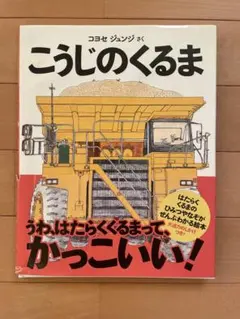 コヨセ ジュンジ さく
こうじのくるま
うわ、はたらくくるまって、
かっこいい!
はたらく
くるまの
ひみつやなぞが
ぜんぶわかる絵本